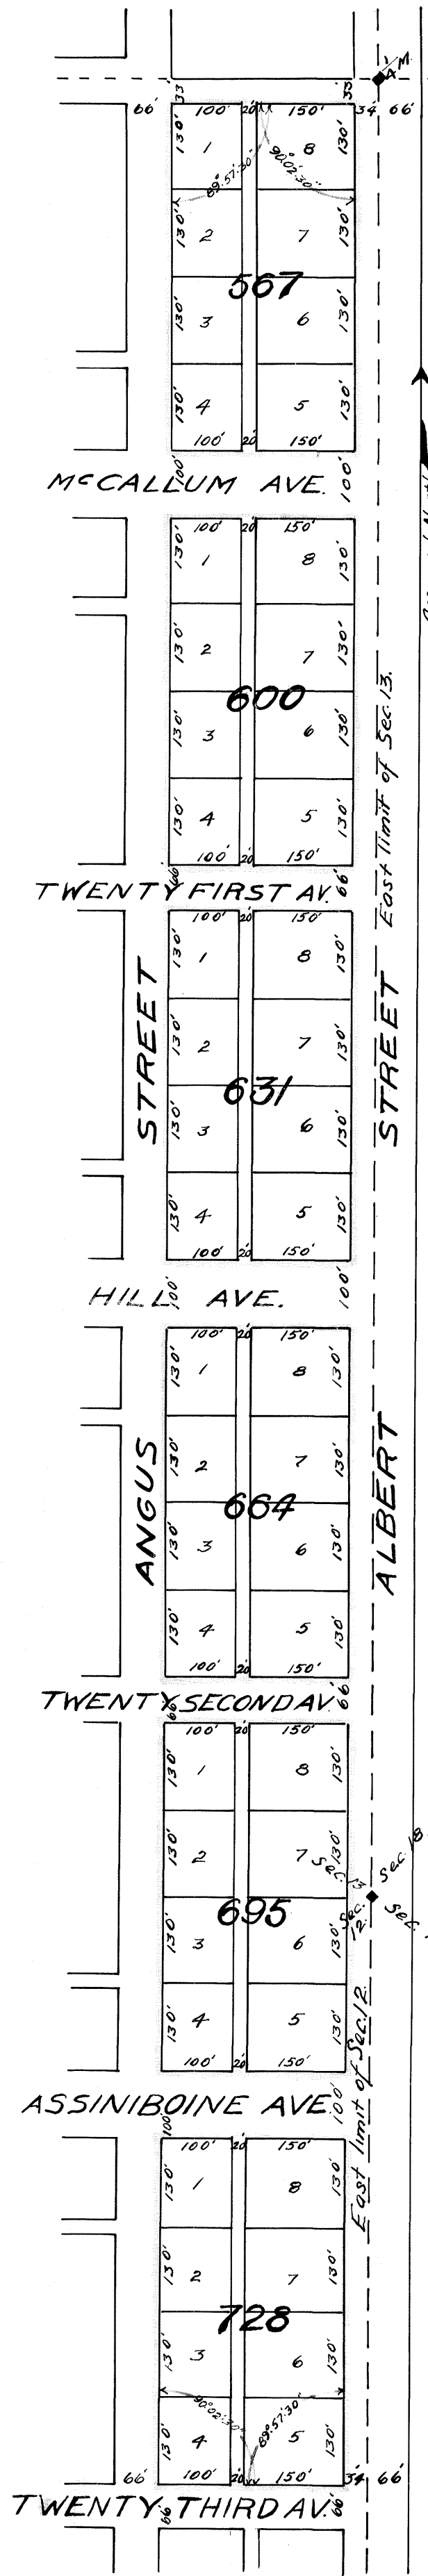 ¼ M.
33' 33'
66' 100' 20' 150' 34' 66'
130' 1 8 130'
89°57'30" 90°02'30"
130' 2 7 130'
567
130' 3 6 130'
130' 4 5 130'
100' 20' 150'
100' 100'
McCALLUM AVE.
100' 20' 150'
130' 1 8 130'
130' 2 7 130'
600
130' 3 6 130'
130' 4 5 130'
100' 20' 150'
East limit of Sec. 13.
66' 66'
TWENTY FIRST AV.
100' 20' 150'
130' 1 8 130'
STREET
STREET
130' 2 7 130'
631
130' 3 6 130'
130' 4 5 130'
100' 20' 150'
100' 100'
HILL AVE.
100' 20' 150'
130' 1 8 130'
130' 2 7 130'
ANGUS
ALBERT
664
130' 3 6 130'
130' 4 5 130'
100' 20' 150'
TWENTY SECOND AV.
66' 66'
100' 20' 150'
130' 1 8 130'
130' 2 7 130'
Sec. 13
Sec. 18
Sec. 12.
Sec.
695
130' 3 6 130'
130' 4 5 130'
100' 20' 150'
East limit of Sec. 12.
ASSINIBOINE AVE.
100' 100'
100' 20' 150'
130' 1 8 130'
130' 2 7 130'
728
130' 3 6 130'
90°02'30" 89°57'30"
130' 4 5 130'
66' 100' 20' 150' 34' 66'
TWENTY-THIRD AV.
66' 66'